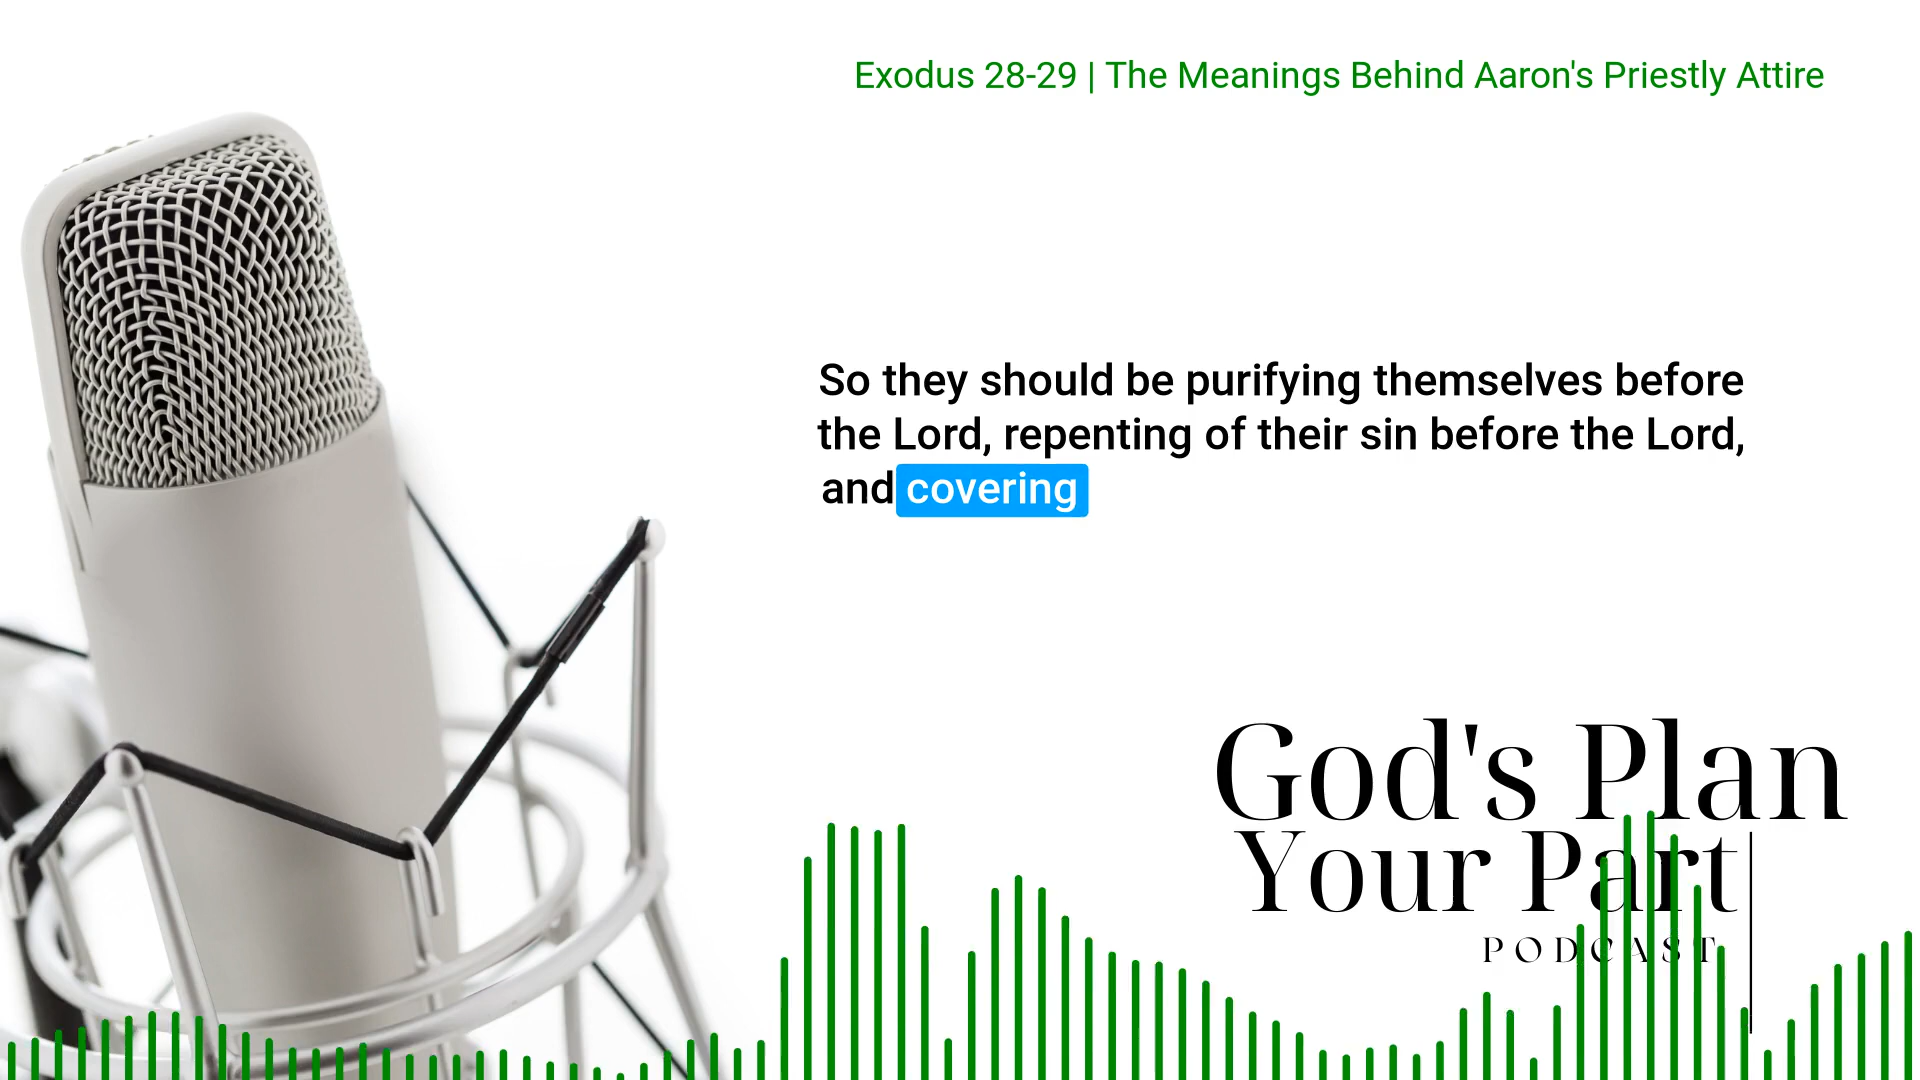 Exodus 28-29 | The Meanings Behind Aaron's Priestly Attire
So they should be purifying themselves before
the Lord, repenting of their sin before the Lord,
and covering
God's Plan
Your Part
PODCAST